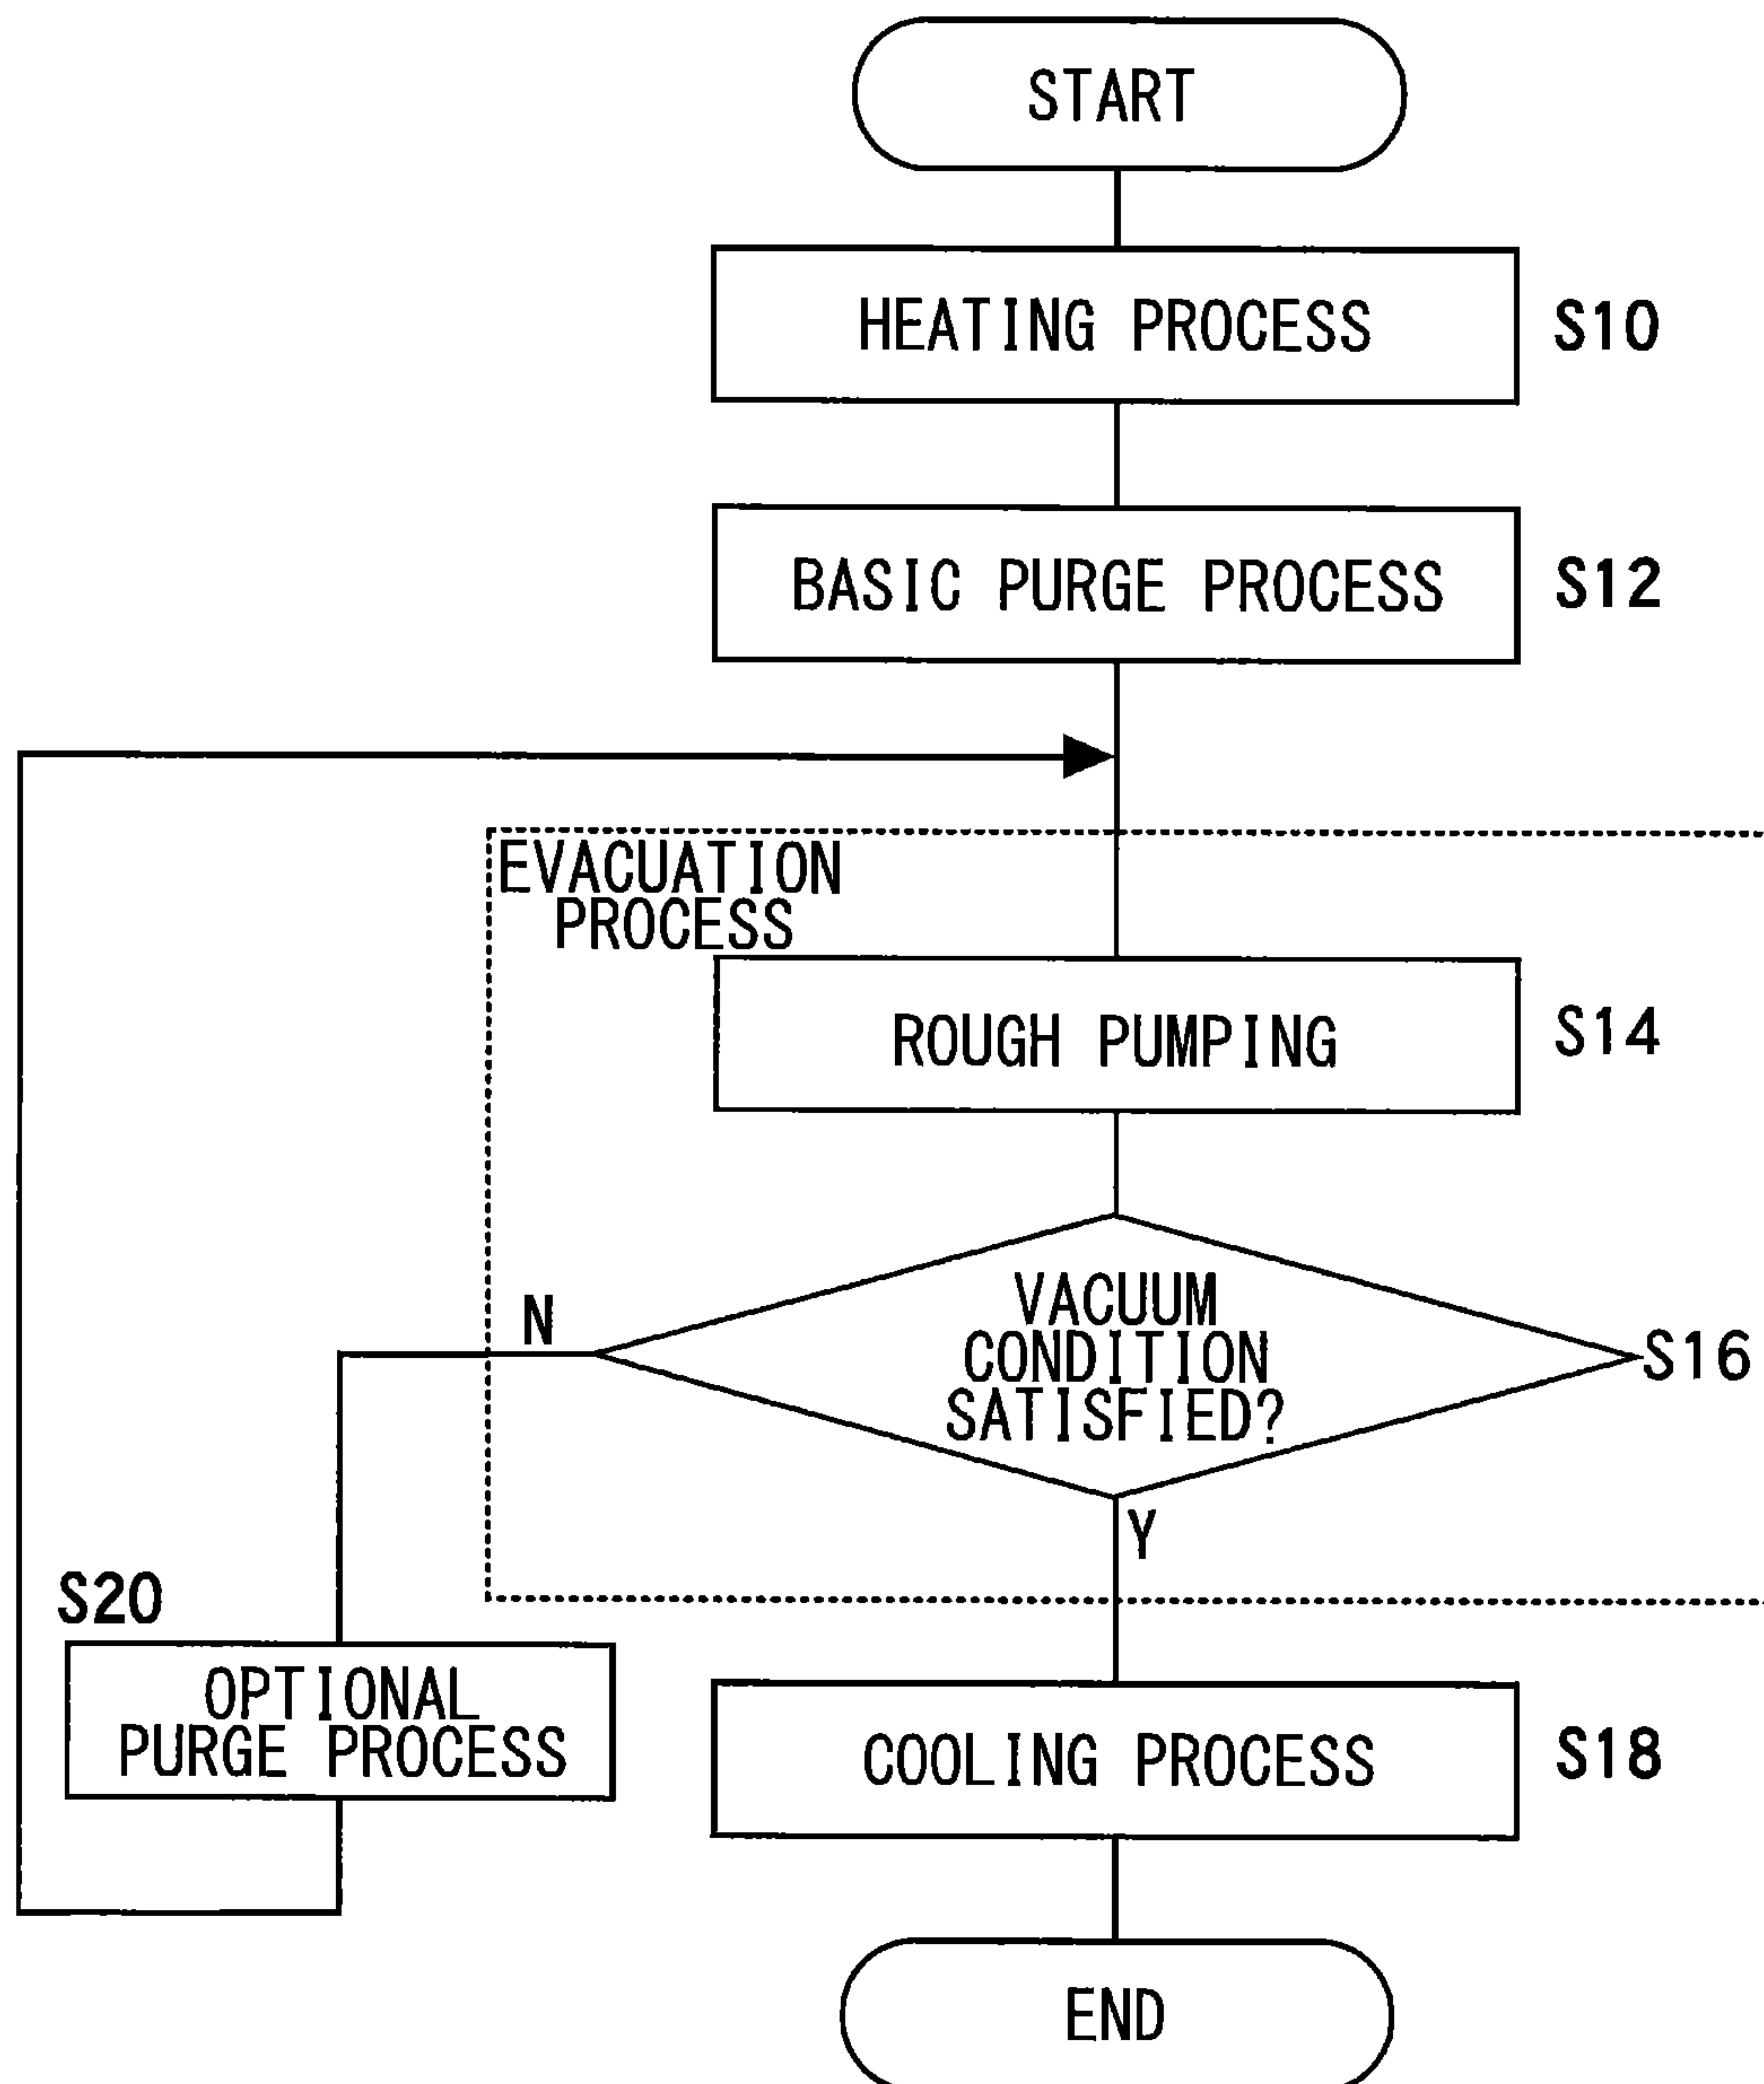 START
HEATING PROCESS
S10
BASIC PURGE PROCESS
S12
EVACUATION
PROCESS
ROUGH PUMPING
S14
VACUUM
CONDITION
SATISFIED?
S16
N
Y
S20
OPTIONAL
PURGE PROCESS
COOLING PROCESS
S18
END